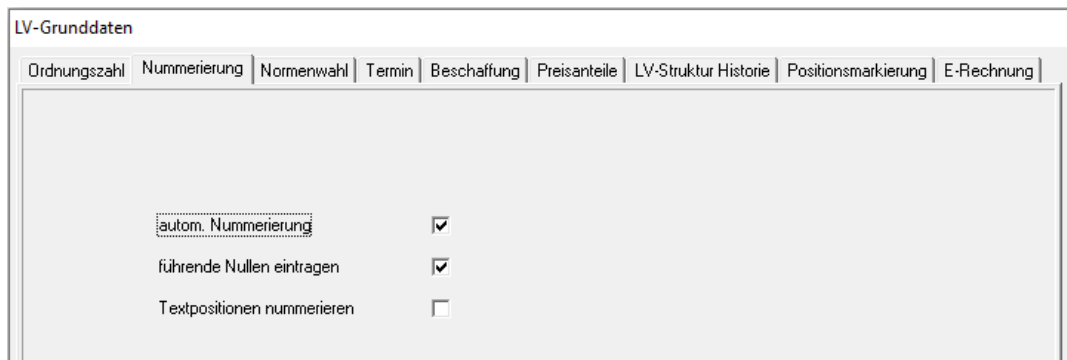 LV-Grunddaten
Ordnungszahl Nummerierung Normenwahl Termin Beschaffung Preisanteile LV-Struktur Historie Positionsmarkierung E-Rechnung
autom. Nummerierung
führende Nullen eintragen
Textpositionen nummerieren